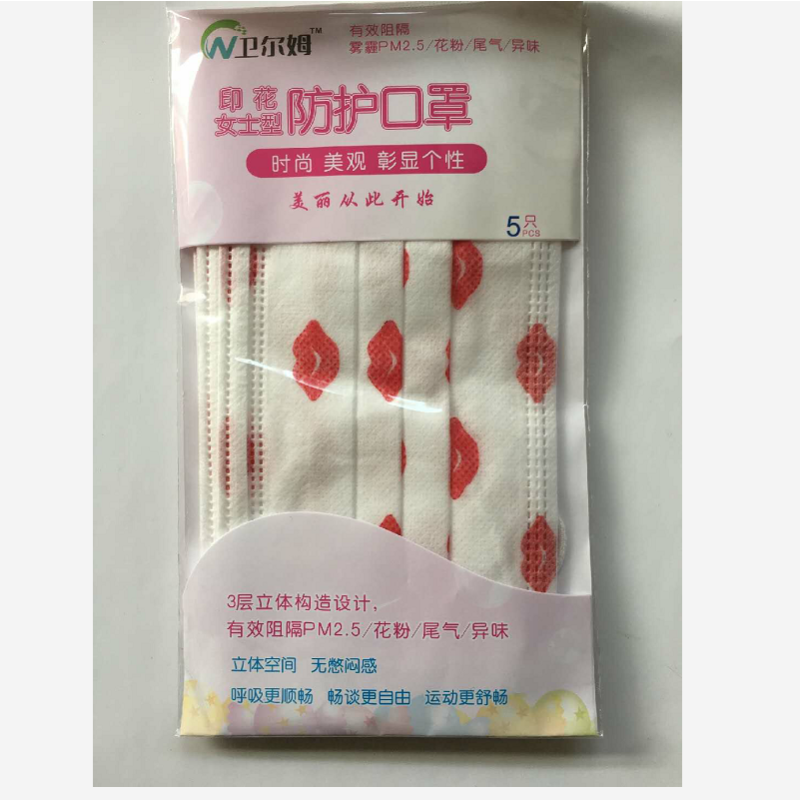 卫尔姆™
有效阻隔
雾霾PM2.5/花粉/尾气/异味
印花
女士型
防护口罩
时尚 美观 彰显个性
美丽从此开始
5只
PCS
3层立体构造设计,
有效阻隔PM2.5/花粉/尾气/异味
立体空间 无憋闷感
呼吸更顺畅 畅谈更自由 运动更舒畅